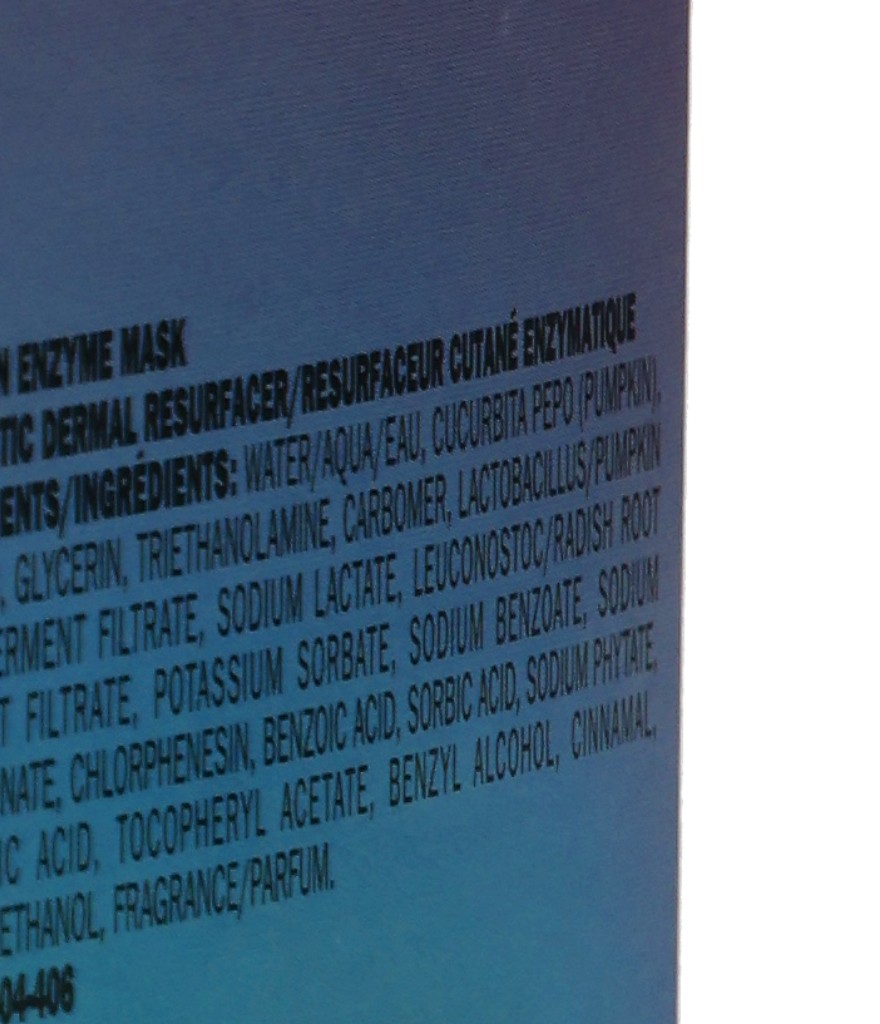 N ENZYME MASK
TIC DERMAL RESURFACER/RESURFACEUR CUTANÉ ENZYMATIQUE
ENTS/INGRÉDIENTS: WATER/AQUA/EAU, CUCURBITA PEPO (PUMPKIN),
, GLYCERIN, TRIETHANOLAMINE, CARBOMER, LACTOBACILLUS/PUMPKIN
ERMENT FILTRATE, SODIUM LACTATE, LEUCONOSTOC/RADISH ROOT
T FILTRATE, POTASSIUM SORBATE, SODIUM BENZOATE, SODIUM
NATE, CHLORPHENESIN, BENZOIC ACID, SORBIC ACID, SODIUM PHYTATE,
IC ACID, TOCOPHERYL ACETATE, BENZYL ALCOHOL, CINNAMAL,
ETHANOL, FRAGRANCE/PARFUM.
04-406